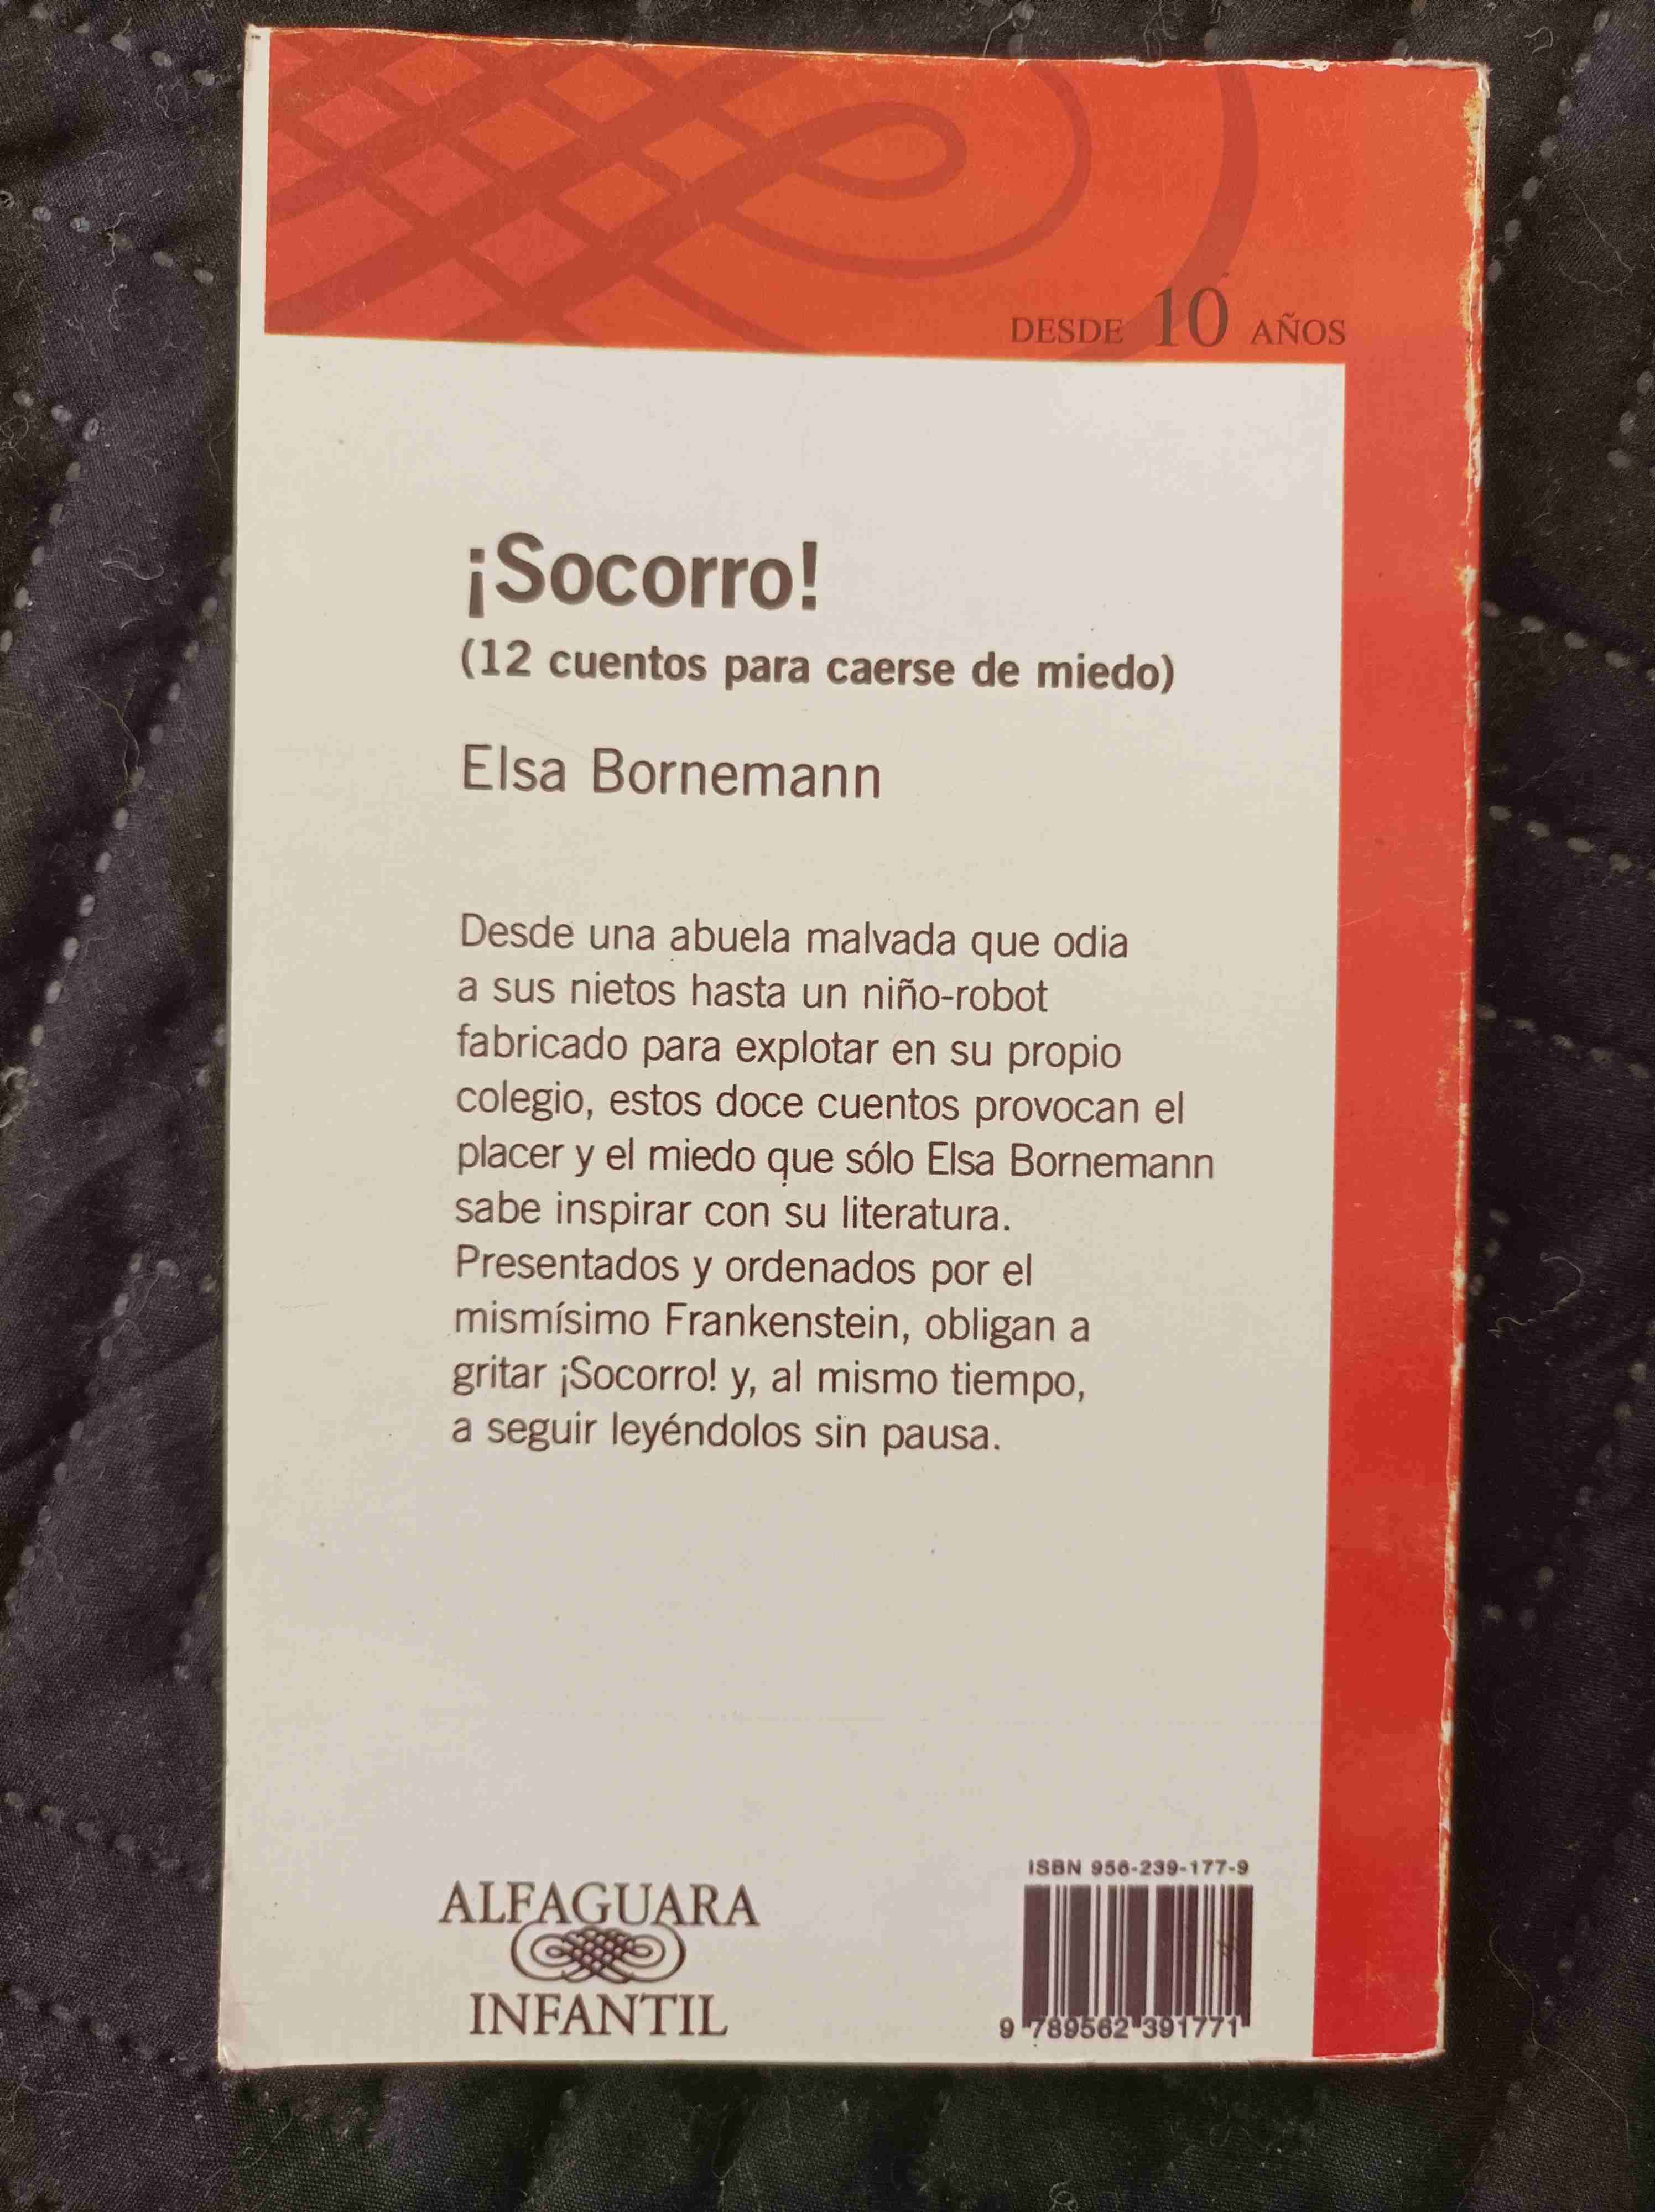 DESDE 10 AÑOS
¡Socorro!
(12 cuentos para caerse de miedo)
Elsa Bornemann
Desde una abuela malvada que odia
a sus nietos hasta un niño-robot
fabricado para explotar en su propio
colegio, estos doce cuentos provocan el
placer y el miedo que sólo Elsa Bornemann
sabe inspirar con su literatura.
Presentados y ordenados por el
mismísimo Frankenstein, obligan a
gritar ¡Socorro! y, al mismo tiempo,
a seguir leyéndolos sin pausa.
ALFAGUARA
INFANTIL
ISBN 956-239-177-9
9 789562 391771